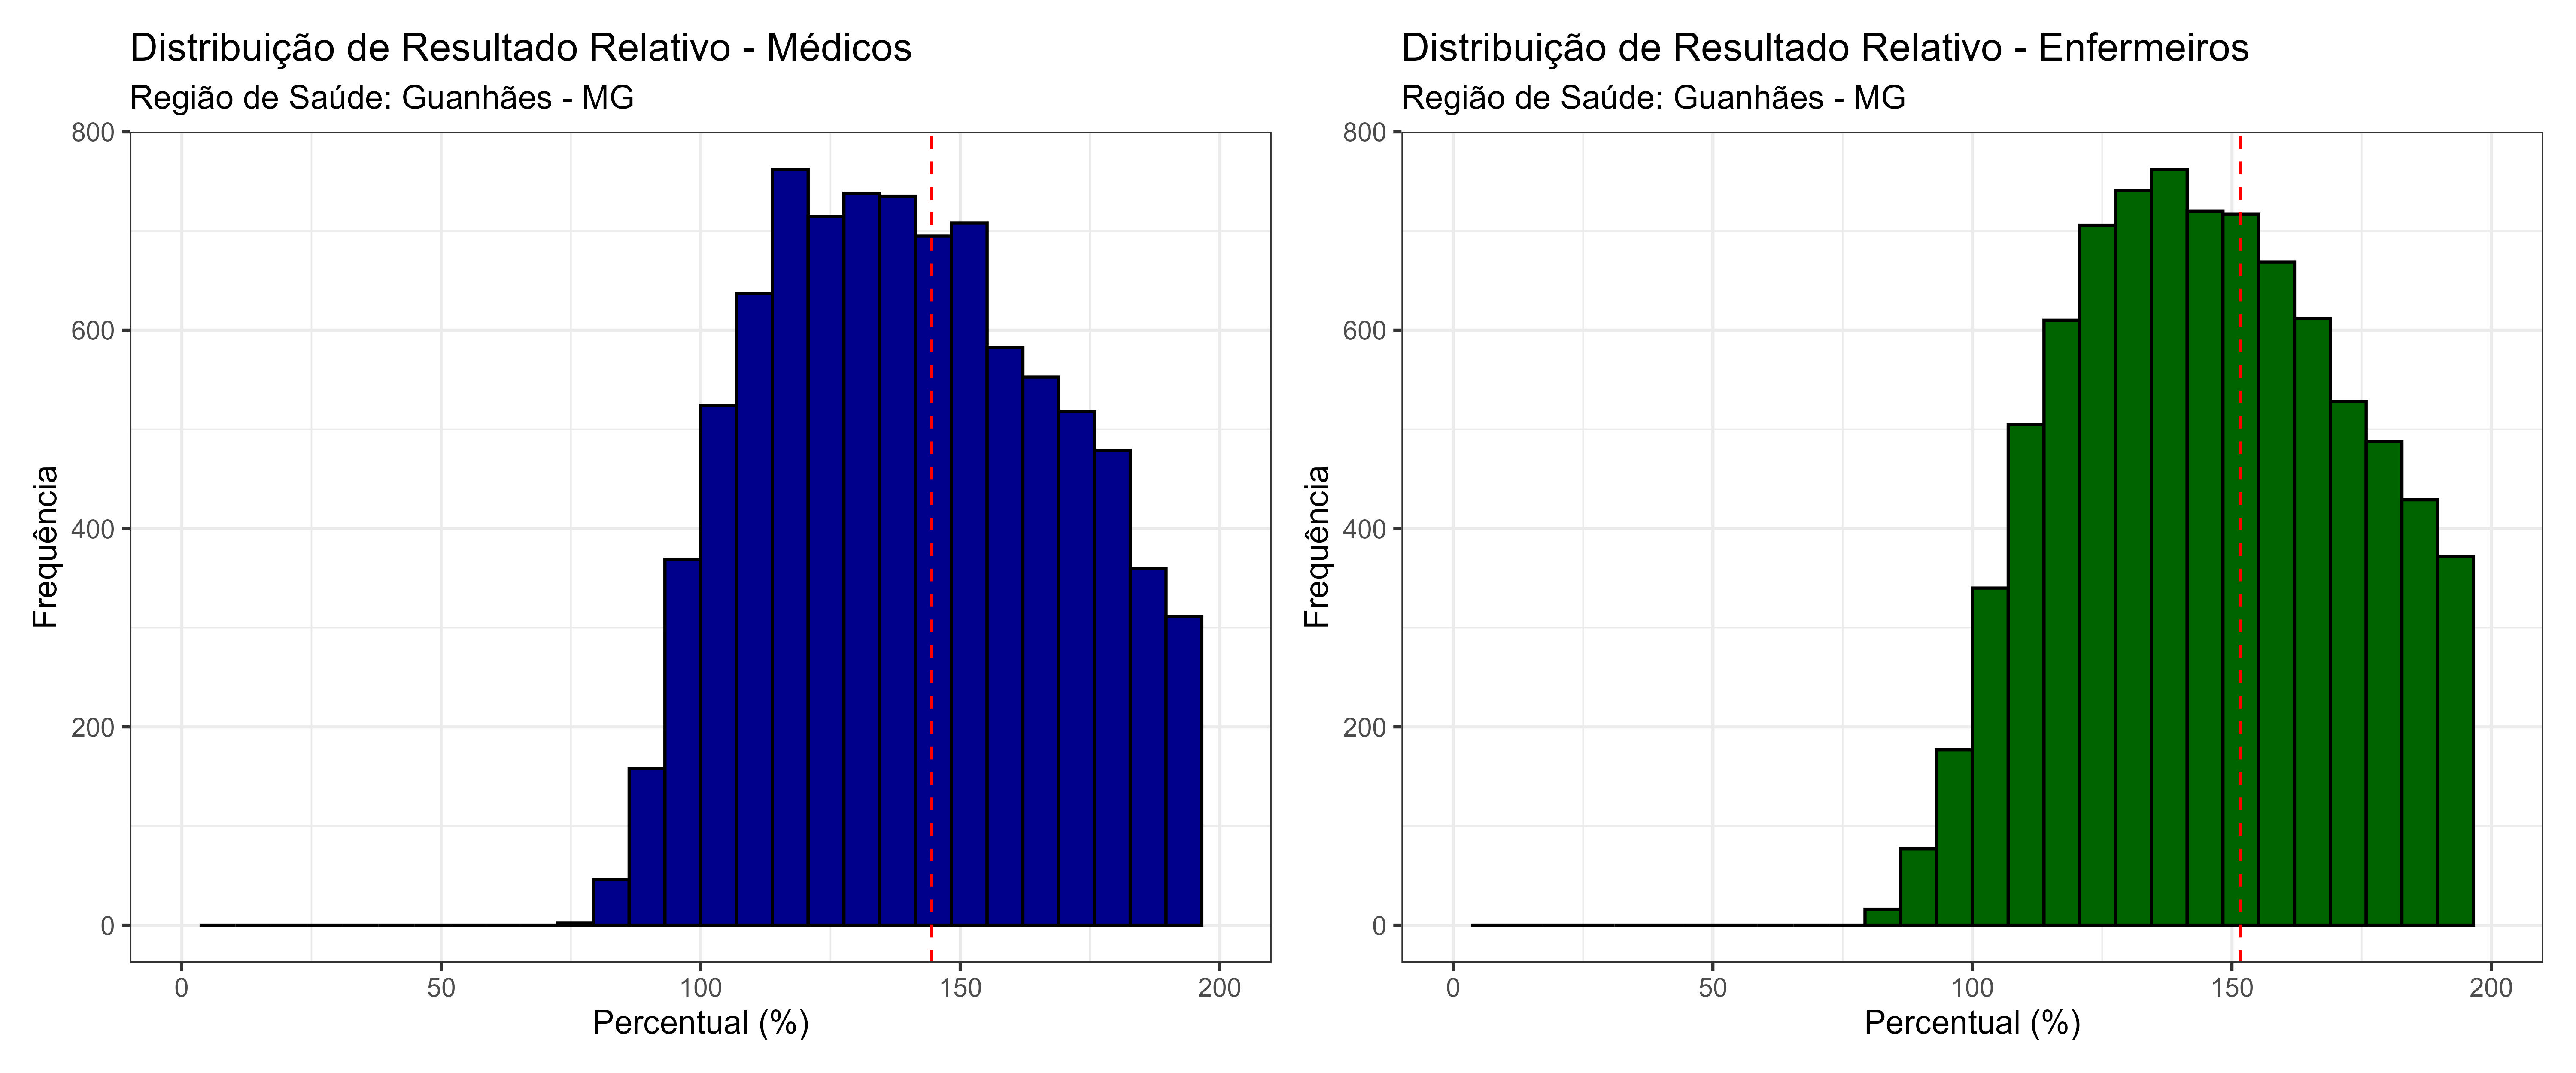 Distribuição de Resultado Relativo - Médicos
Região de Saúde: Guanhães - MG
800
600
400
200
0
Frequência
0 50 100 150 200
Percentual (%)
Distribuição de Resultado Relativo - Enfermeiros
Região de Saúde: Guanhães - MG
800
600
400
200
0
Frequência
0 50 100 150 200
Percentual (%)